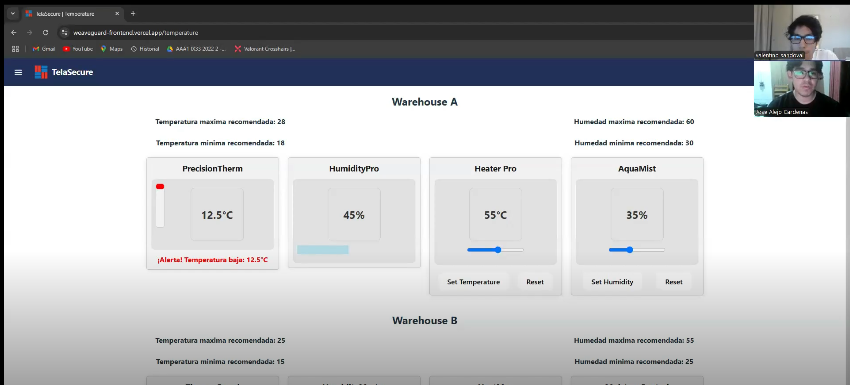 TelaSecure | Temperature
weaveguard-frontend.vercel.app/temperature
Gmail YouTube Maps Historial AAA1 IXSS 2022-2 -... Valorant Crosshairs |...
TelaSecure
valentino sandoval
Jose Alejo Cardenas
Warehouse A
Temperatura maxima recomendada: 28
Humedad maxima recomendada: 60
Temperatura minima recomendada: 18
Humedad minima recomendada: 30
PrecisionTherm
HumidityPro
Heater Pro
AquaMist
12.5°C
45%
55°C
35%
¡Alerta! Temperatura baja: 12.5°C
Set Temperature
Reset
Set Humidity
Reset
Warehouse B
Temperatura maxima recomendada: 25
Humedad maxima recomendada: 55
Temperatura minima recomendada: 15
Humedad minima recomendada: 25